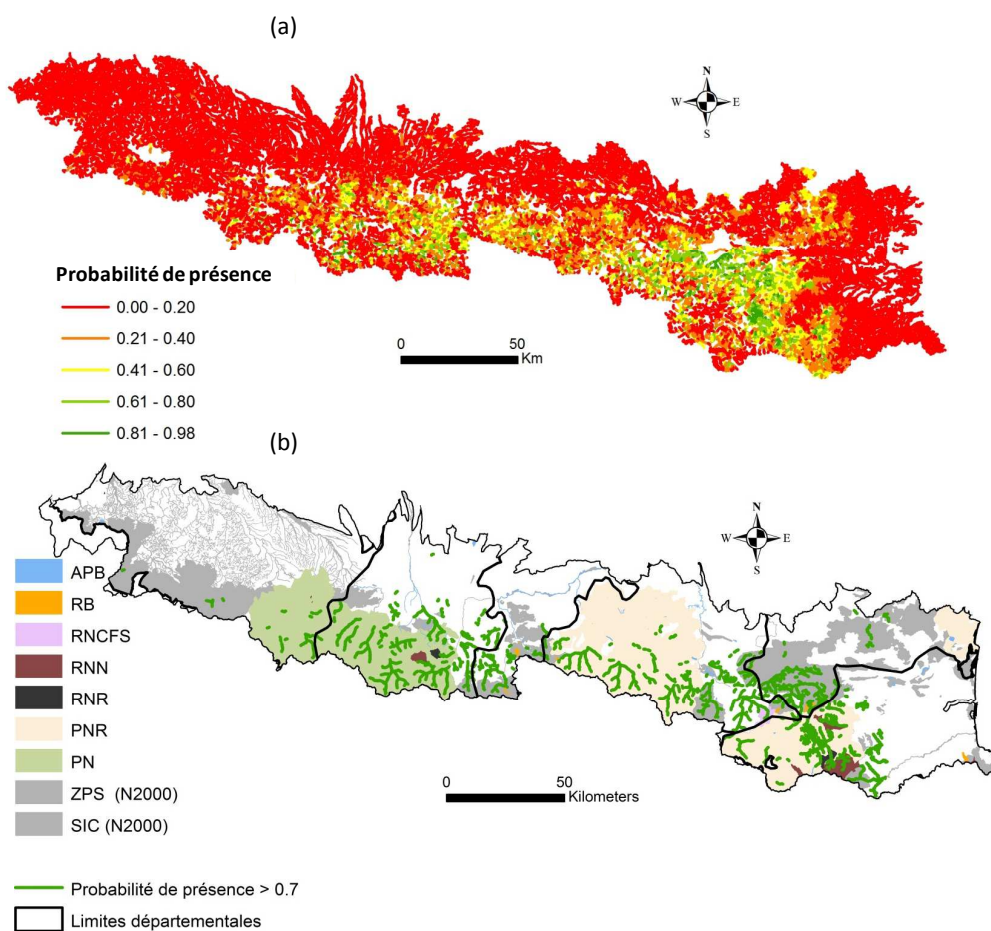 (a)
N
W E
S
Probabilité de présence
0.00 - 0.20
0.21 - 0.40
0.41 - 0.60
0.61 - 0.80
0.81 - 0.98
0 50
Km
(b)
N
W E
S
APB
RB
RNCFS
RNN
RNR
PNR
PN
ZPS (N2000)
SIC (N2000)
0 50
Kilometers
Probabilité de présence > 0.7
Limites départementales